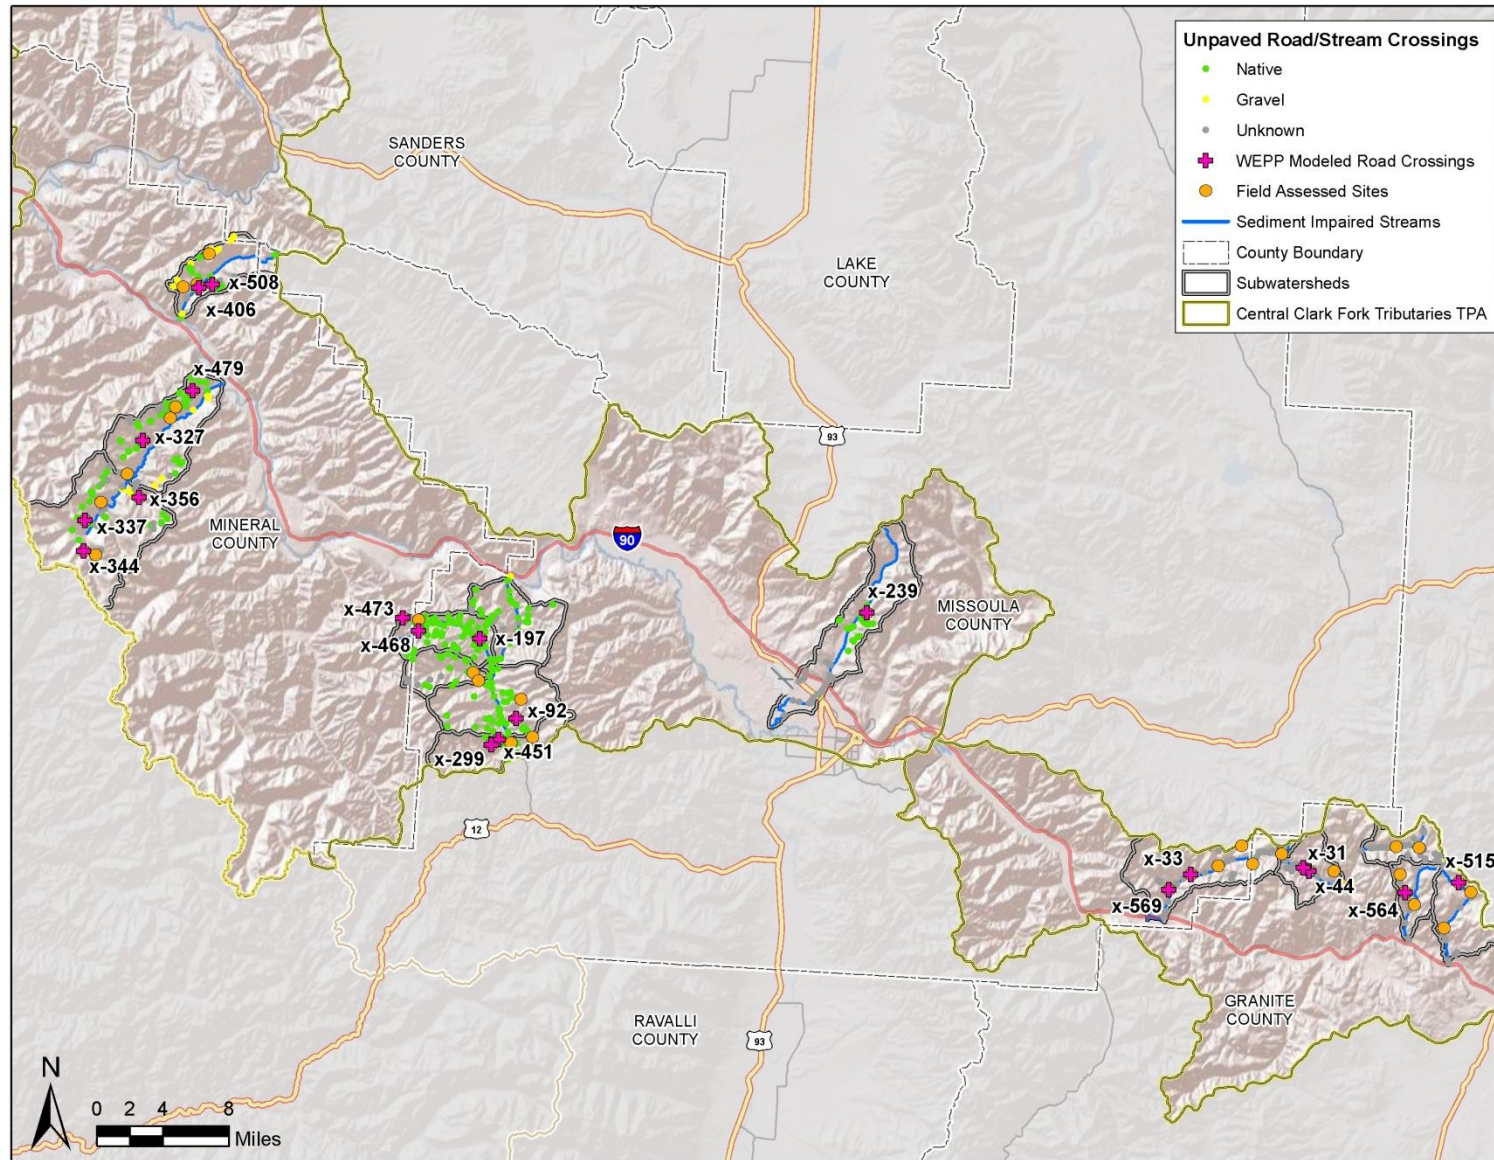 Unpaved Road/Stream Crossings
Native
Gravel
Unknown
WEPP Modeled Road Crossings
Field Assessed Sites
Sediment Impaired Streams
County Boundary
Subwatersheds
Central Clark Fork Tributaries TPA
SANDERS
COUNTY
LAKE
COUNTY
x-508
x-406
x-479
93
x-327
x-356
x-337
MINERAL
COUNTY
x-344
90
x-239
MISSOULA
COUNTY
x-473
x-468
x-197
x-92
x-299
x-451
12
x-33
x-31
x-515
x-44
x-569
x-564
GRANITE
COUNTY
RAVALLI
COUNTY
93
N
0 2 4 8
Miles